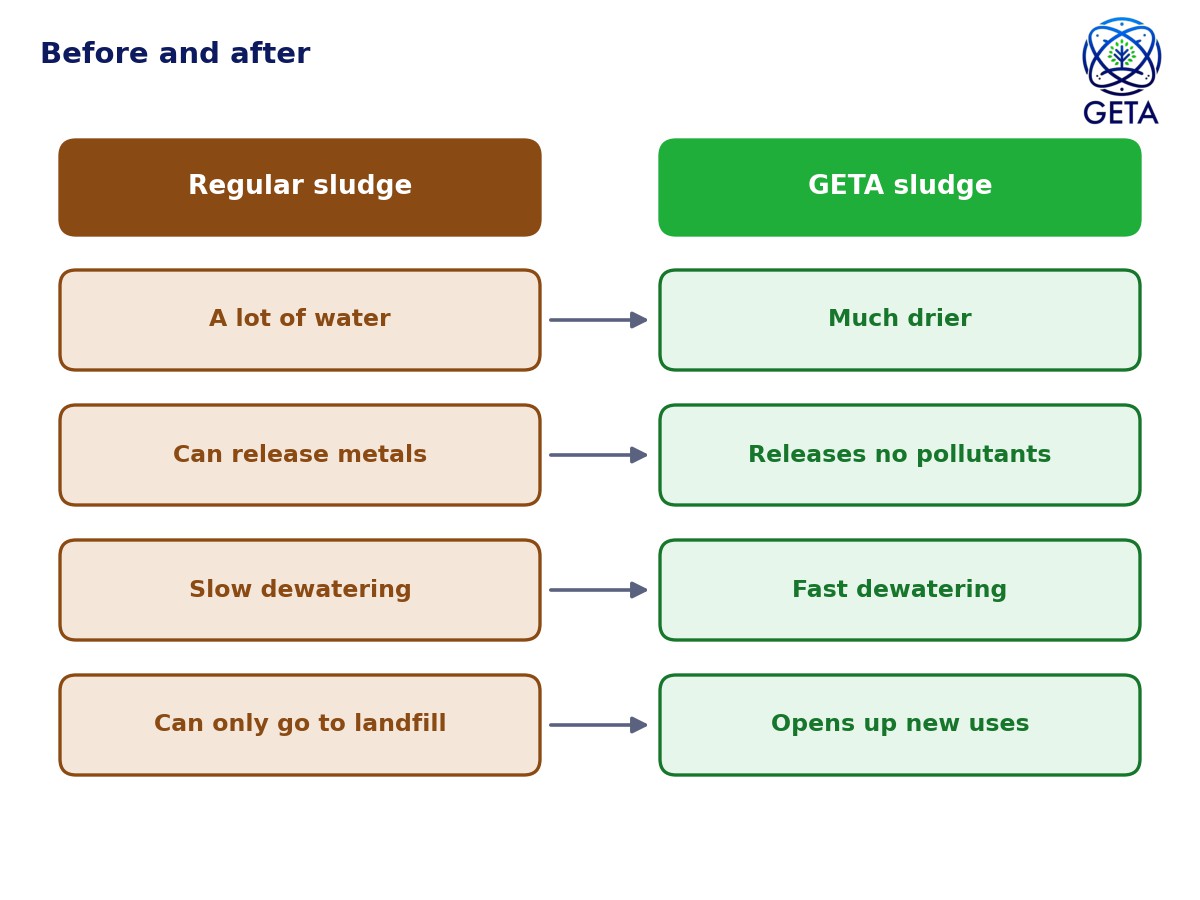 Before and after
GETA
Regular sludge
GETA sludge
A lot of water
Much drier
Can release metals
Releases no pollutants
Slow dewatering
Fast dewatering
Can only go to landfill
Opens up new uses